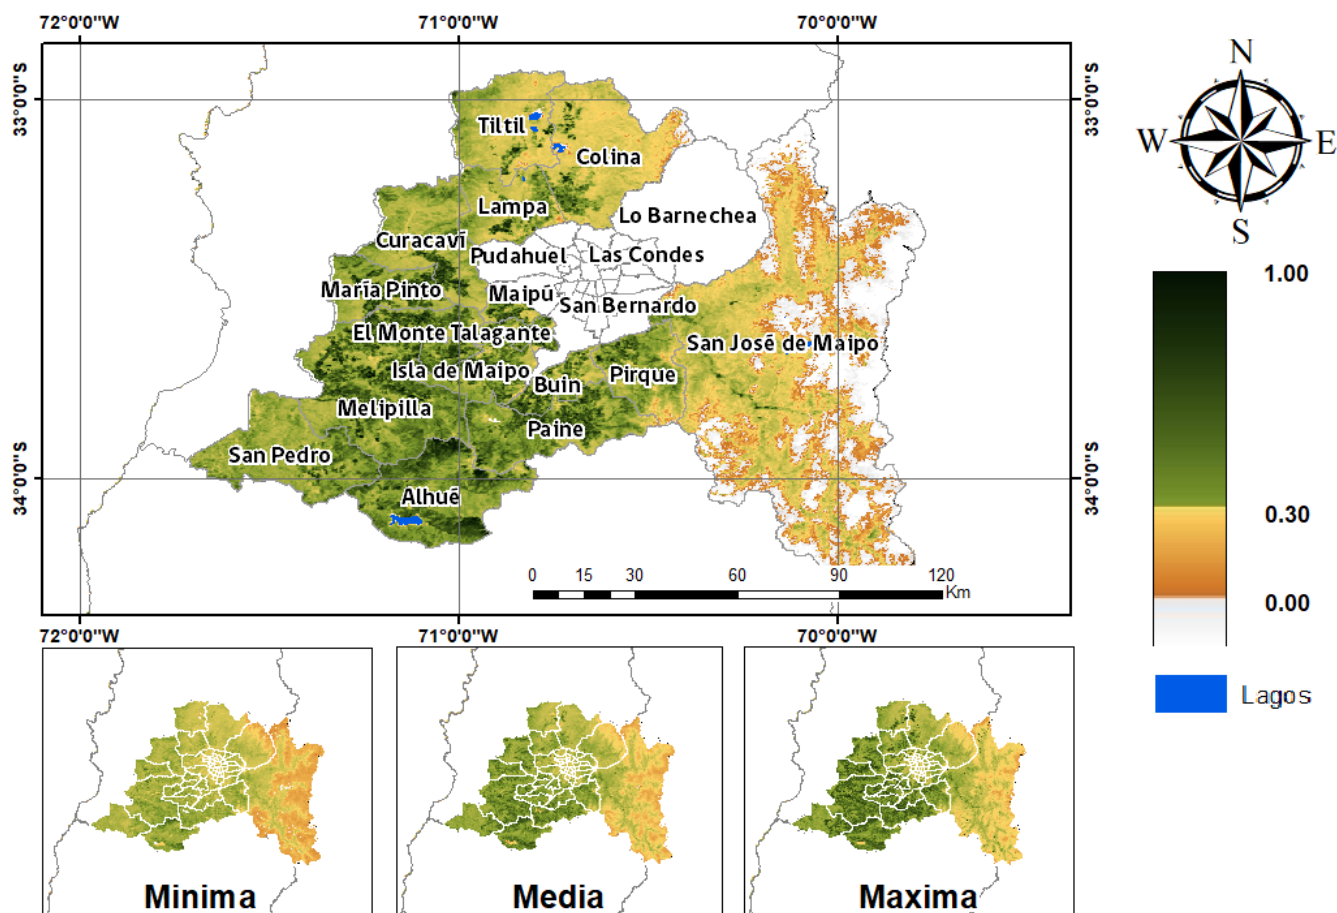 72°0'0"W 71°0'0"W 70°0'0"W
33°0'0"S
33°0'0"S
N
W
E
S
Tiltil
Colina
Lampa
Lo Barnechea
Curacaví
Pudahuel
Las Condes
María Pinto
Maipú
San Bernardo
El Monte
Talagante
San José de Maipo
Isla de Maipo
Buin
Pirque
Melipilla
Paine
San Pedro
Alhué
34°0'0"S
34°0'0"S
0 15 30 60 90 120
Km
72°0'0"W 71°0'0"W 70°0'0"W
1.00
0.30
0.00
Lagos
Minima
Media
Maxima